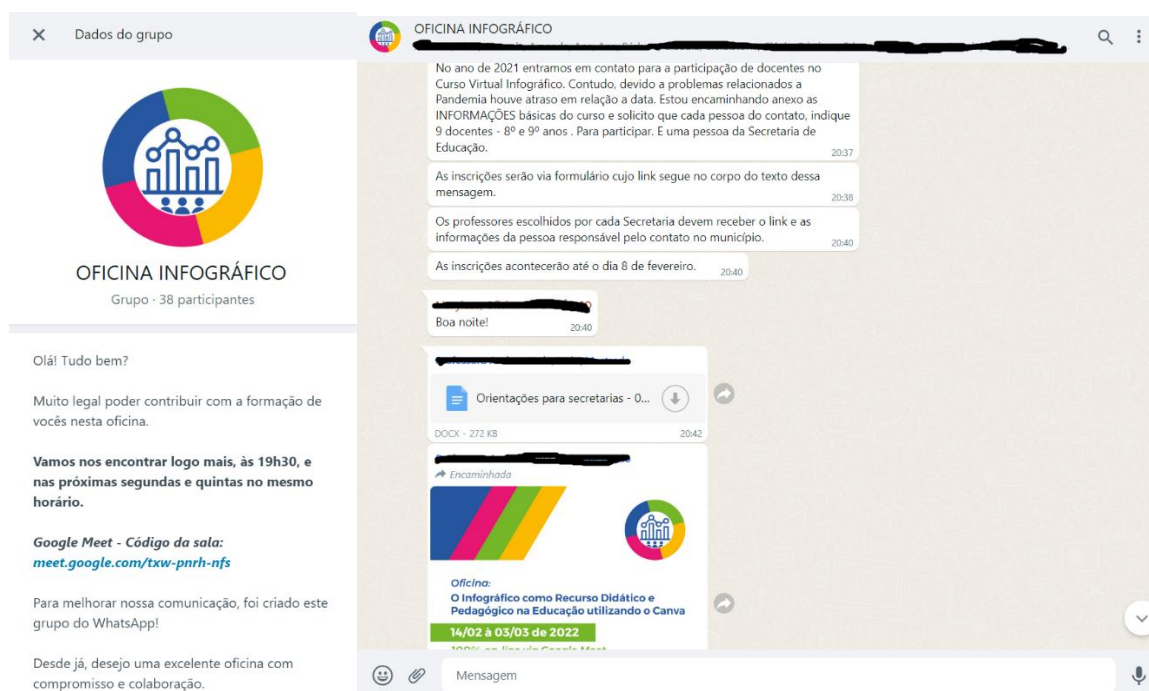 Dados do grupo
OFICINA INFOGRÁFICO
Grupo · 38 participantes
Olá! Tudo bem?
Muito legal poder contribuir com a formação de
vocês nesta oficina.
Vamos nos encontrar logo mais, às 19h30, e
nas próximas segundas e quintas no mesmo
horário.
Google Meet - Código da sala:
meet.google.com/txw-pnrh-nfs
Para melhorar nossa comunicação, foi criado este
grupo do WhatsApp!
Desde já, desejo uma excelente oficina com
compromisso e colaboração.
OFICINA INFOGRÁFICO
No ano de 2021 entramos em contato para a participação de docentes no
Curso Virtual Infográfico. Contudo, devido a problemas relacionados a
Pandemia houve atraso em relação a data. Estou encaminhando anexo as
INFORMAÇÕES básicas do curso e solicito que cada pessoa do contato, indique
9 docentes - 8º e 9º anos . Para participar. E uma pessoa da Secretaria de
Educação.
20:37
As inscrições serão via formulário cujo link segue no corpo do texto dessa
mensagem.
20:38
Os professores escolhidos por cada Secretaria devem receber o link e as
informações da pessoa responsável pelo contato no município.
20:40
As inscrições acontecerão até o dia 8 de fevereiro.
20:40
Boa noite!
20:40
Orientações para secretarias - 0...
DOCX · 272 KB
20:42
Encaminhada
Oficina:
O Infográfico como Recurso Didático e
Pedagógico na Educação utilizando o Canva
14/02 à 03/03 de 2022
100% on-line via Google Meet
Mensagem